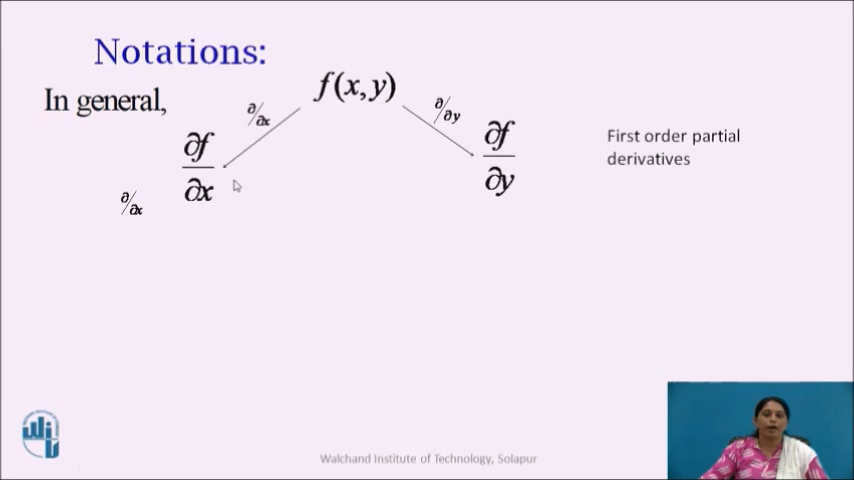 Notations:
In general,
f(x,y)
∂/∂x
∂/∂y
∂f/∂x
∂f/∂y
First order partial
derivatives
∂/∂x
Walchand Institute of Technology, Solapur